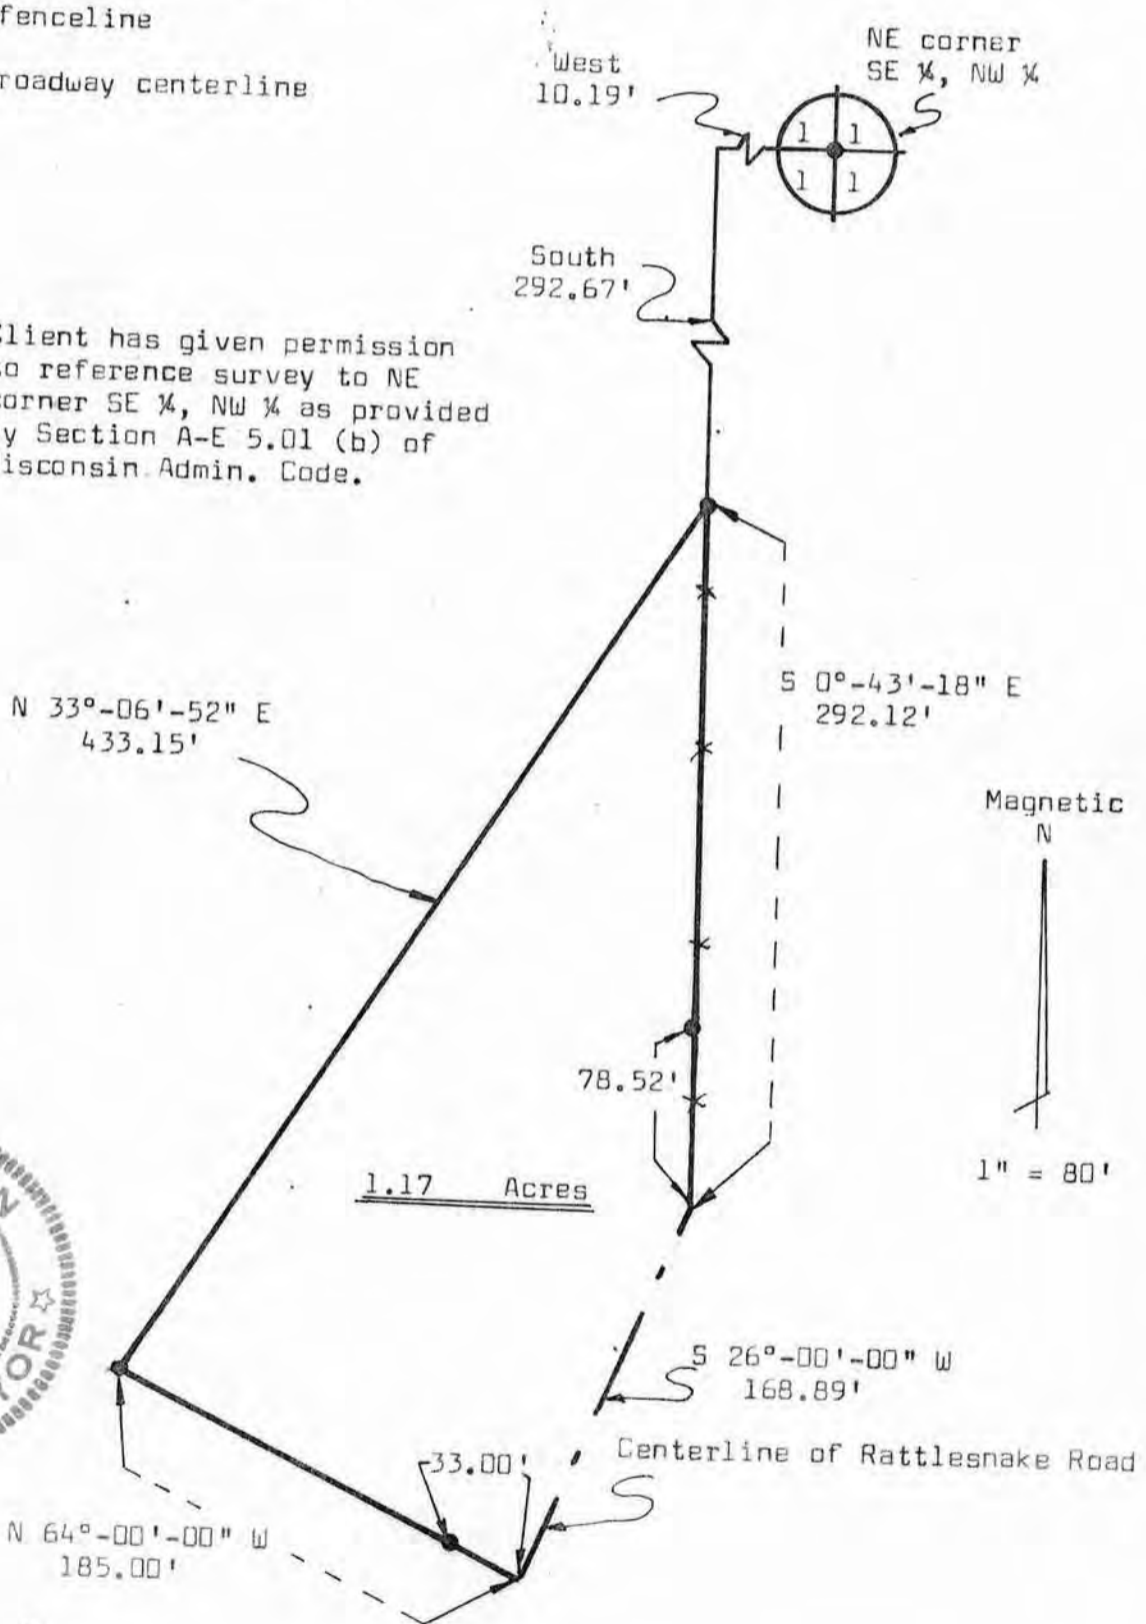 fenceline
roadway centerline
West
10.19'
NE corner
SE ¼, NW ¼
1 1
1 1
South
292.67'
Client has given permission
to reference survey to NE
corner SE ¼, NW ¼ as provided
y Section A-E 5.01 (b) of
isconsin Admin. Code.
N 33°-06'-52" E
433.15'
S 0°-43'-18" E
292.12'
Magnetic
N
78.52'
1" = 80'
1.17 Acres
S 26°-00'-00" W
168.89'
33.00'
Centerline of Rattlesnake Road
N 64°-00'-00" W
185.00'